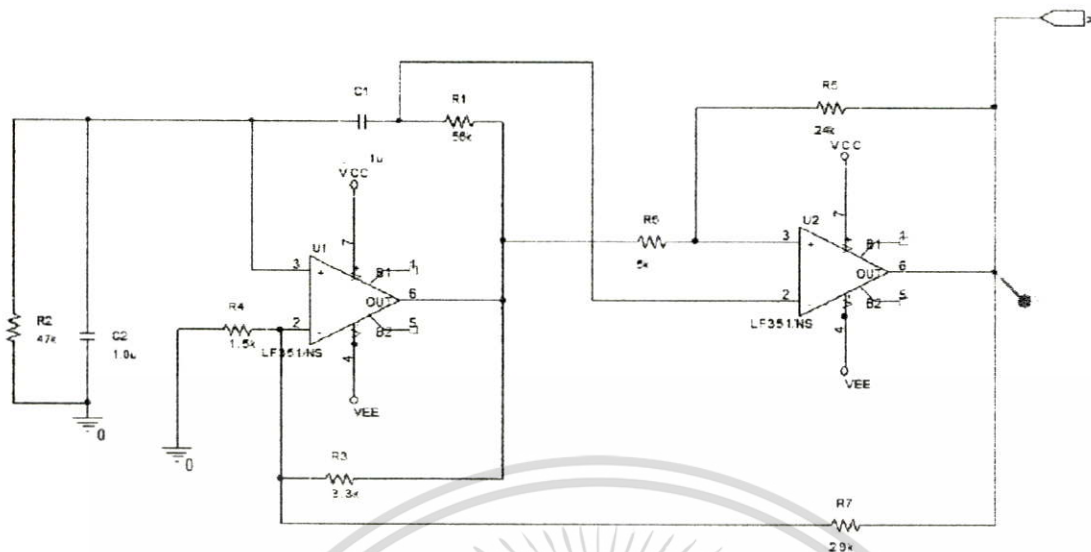 C1
R1
56k
1u
VCC
U1
3
+
7
B1
1
OUT
6
2
-
B2
5
LF351/NS
4
VEE
R2
47k
C2
1.0u
0
R4
1.5k
0
R3
3.3k
R5
24k
VCC
R6
5k
U2
3
+
7
B1
1
OUT
6
2
-
B2
5
LF351/NS
4
VEE
R7
29k